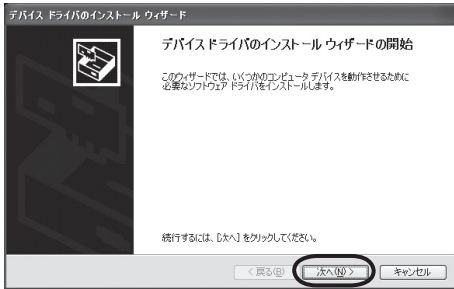 デバイス ドライバのインストール ウィザード
デバイス ドライバのインストール ウィザードの開始
このウィザードでは、いくつかのコンピュータ デバイスを動作させるために
必要なソフトウェア ドライバをインストールします。
続行するには、[次へ] をクリックしてください。
< 戻る(B)
次へ(N) >
キャンセル